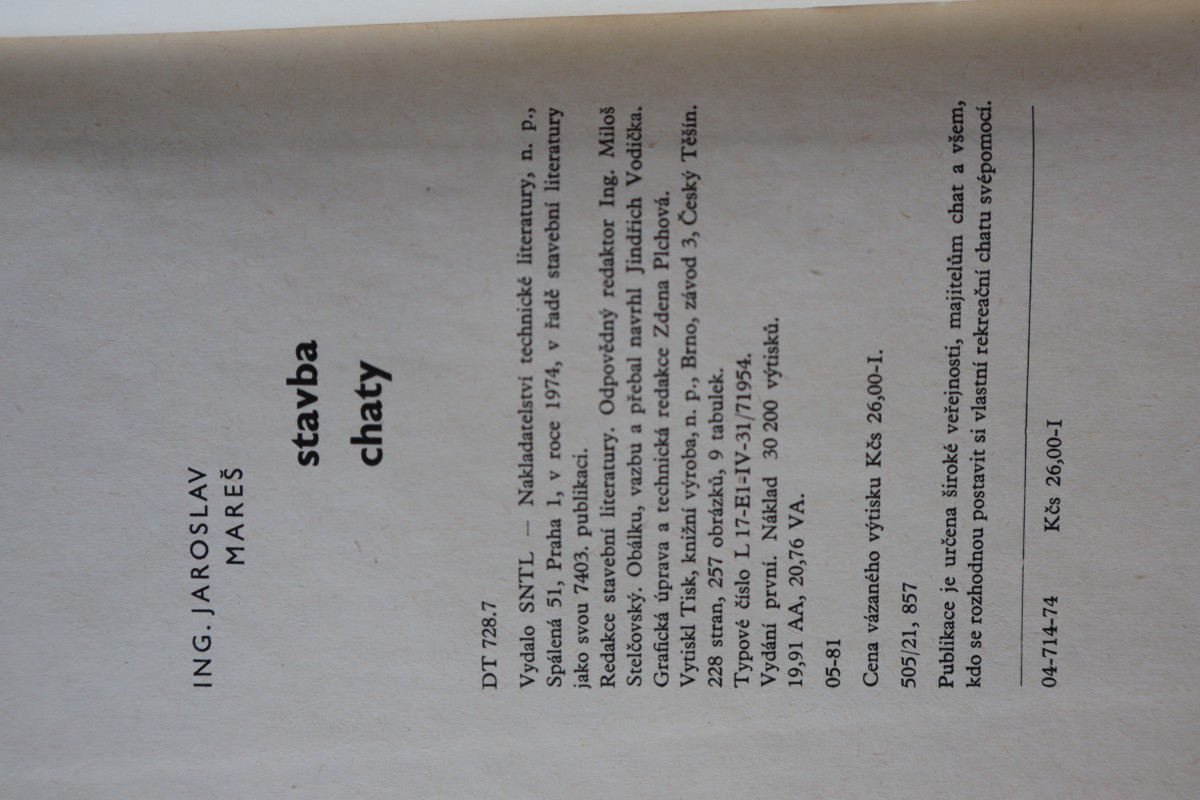 ING. JAROSLAV
MAREŠ
stavba
chaty
DT 728.7
Vydalo SNTL — Nakladatelství technické literatury, n. p.,
Spálená 51, Praha 1, v roce 1974, v řadě stavební literatury
jako svou 7403. publikaci.
Redakce stavební literatury. Odpovědný redaktor Ing. Miloš
Stelčovský. Obálku, vazbu a přebal navrhl Jindřich Vodička.
Grafická úprava a technická redakce Zdena Plchová.
Vytiskl Tisk, knižní výroba, n. p., Brno, závod 3, Český Těšín.
228 stran, 257 obrázků, 9 tabulek.
Typové číslo L 17-E1=IV-31/71954.
Vydání první. Náklad 30 200 výtisků.
19,91 AA, 20,76 VA.
05-81
Cena vázaného výtisku Kčs 26,00-I.
505/21, 857
Publikace je určena široké veřejnosti, majitelům chat a všem,
kdo se rozhodnou postavit si vlastní rekreační chatu svépomocí.
04-714-74 Kčs 26,00-I